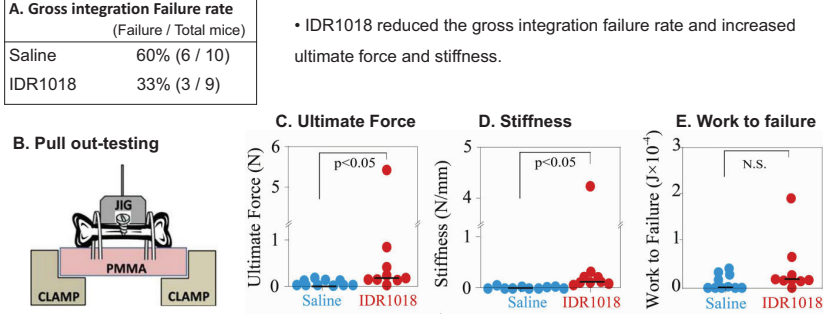 A. Gross integration Failure rate
(Failure / Total mice)
Saline 60% (6 / 10)
IDR1018 33% (3 / 9)
• IDR1018 reduced the gross integration failure rate and increased
ultimate force and stiffness.
B. Pull out-testing
JIG
PMMA
CLAMP CLAMP
C. Ultimate Force
Ultimate Force (N)
6
5
1
0
p<0.05
Saline IDR1018
D. Stiffness
Stiffness (N/mm)
5
4
1
0
p<0.05
Saline IDR1018
E. Work to failure
Work to Failure (J×10⁻⁴)
3
2
1
0
N.S.
Saline IDR1018